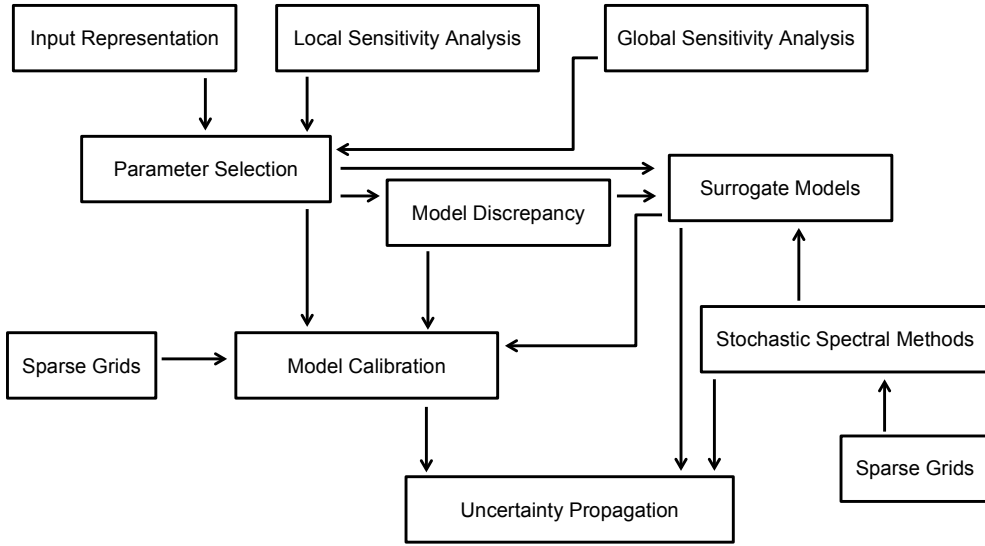 Input Representation
Local Sensitivity Analysis
Global Sensitivity Analysis
Parameter Selection
Surrogate Models
Model Discrepancy
Stochastic Spectral Methods
Sparse Grids
Model Calibration
Sparse Grids
Uncertainty Propagation